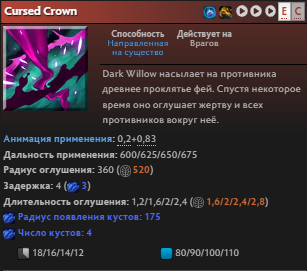 Cursed Crown
E C
Способность Действует на
Направленная Врагов
на существо
Dark Willow насылает на противника
древнее проклятье фей. Спустя некоторое
время оно оглушает жертву и всех
противников вокруг неё.
Анимация применения: 0,2+0,83
Дальность применения: 600/625/650/675
Радиус оглушения: 360 (520)
Задержка: 4 (3)
Длительность оглушения: 1,2/1,6/2/2,4 (1,6/2/2,4/2,8)
Радиус появления кустов: 175
Число кустов: 4
18/16/14/12 80/90/100/110